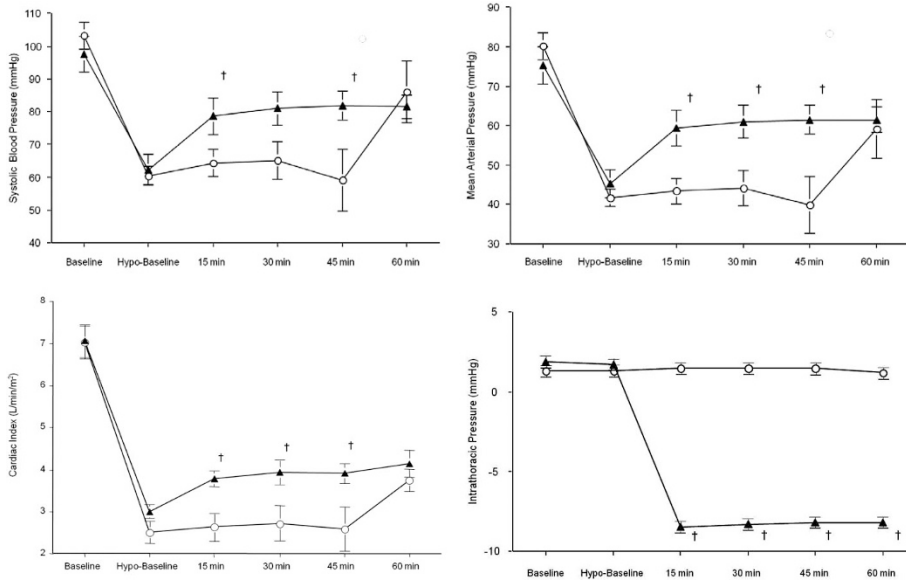 Systolic Blood Pressure (mmHg)
110
100
90
80
70
60
50
40
†
†
Baseline
Hypo-Baseline
15 min
30 min
45 min
60 min
Mean Arterial Pressure (mmHg)
90
80
70
60
50
40
30
†
†
†
Baseline
Hypo-Baseline
15 min
30 min
45 min
60 min
Cardiac Index (L/min/m²)
8
7
6
5
4
3
2
†
†
†
Baseline
Hypo-Baseline
15 min
30 min
45 min
60 min
Intrathoracic Pressure (mmHg)
5
0
-5
-10
†
†
†
†
Baseline
Hypo-Baseline
15 min
30 min
45 min
60 min